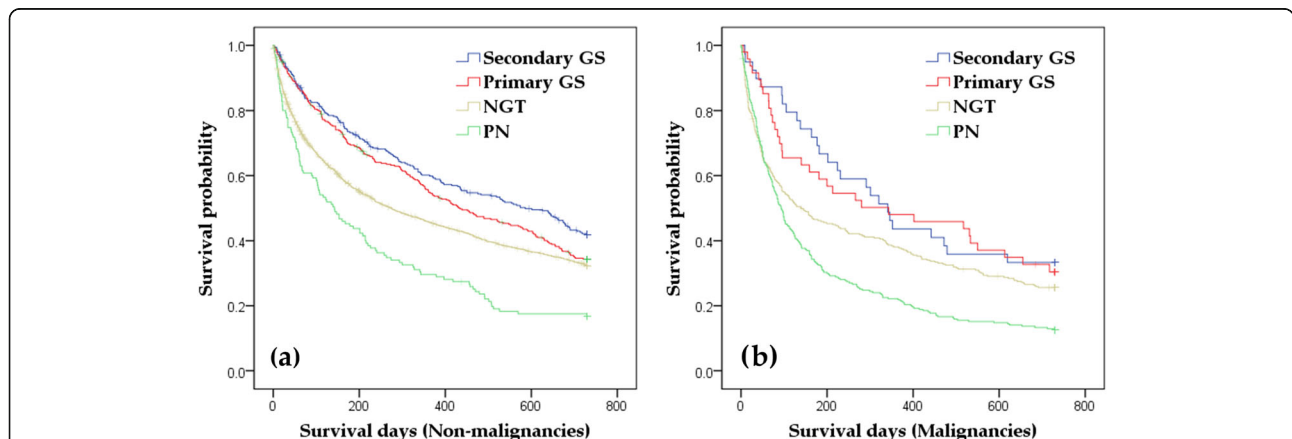 Survival probability
1.0
0.8
0.6
0.4
0.2
0.0
Secondary GS
Primary GS
NGT
PN
(a)
0 200 400 600 800
Survival days (Non-malignancies)
Survival probability
1.0
0.8
0.6
0.4
0.2
0.0
Secondary GS
Primary GS
NGT
PN
(b)
0 200 400 600 800
Survival days (Malignancies)